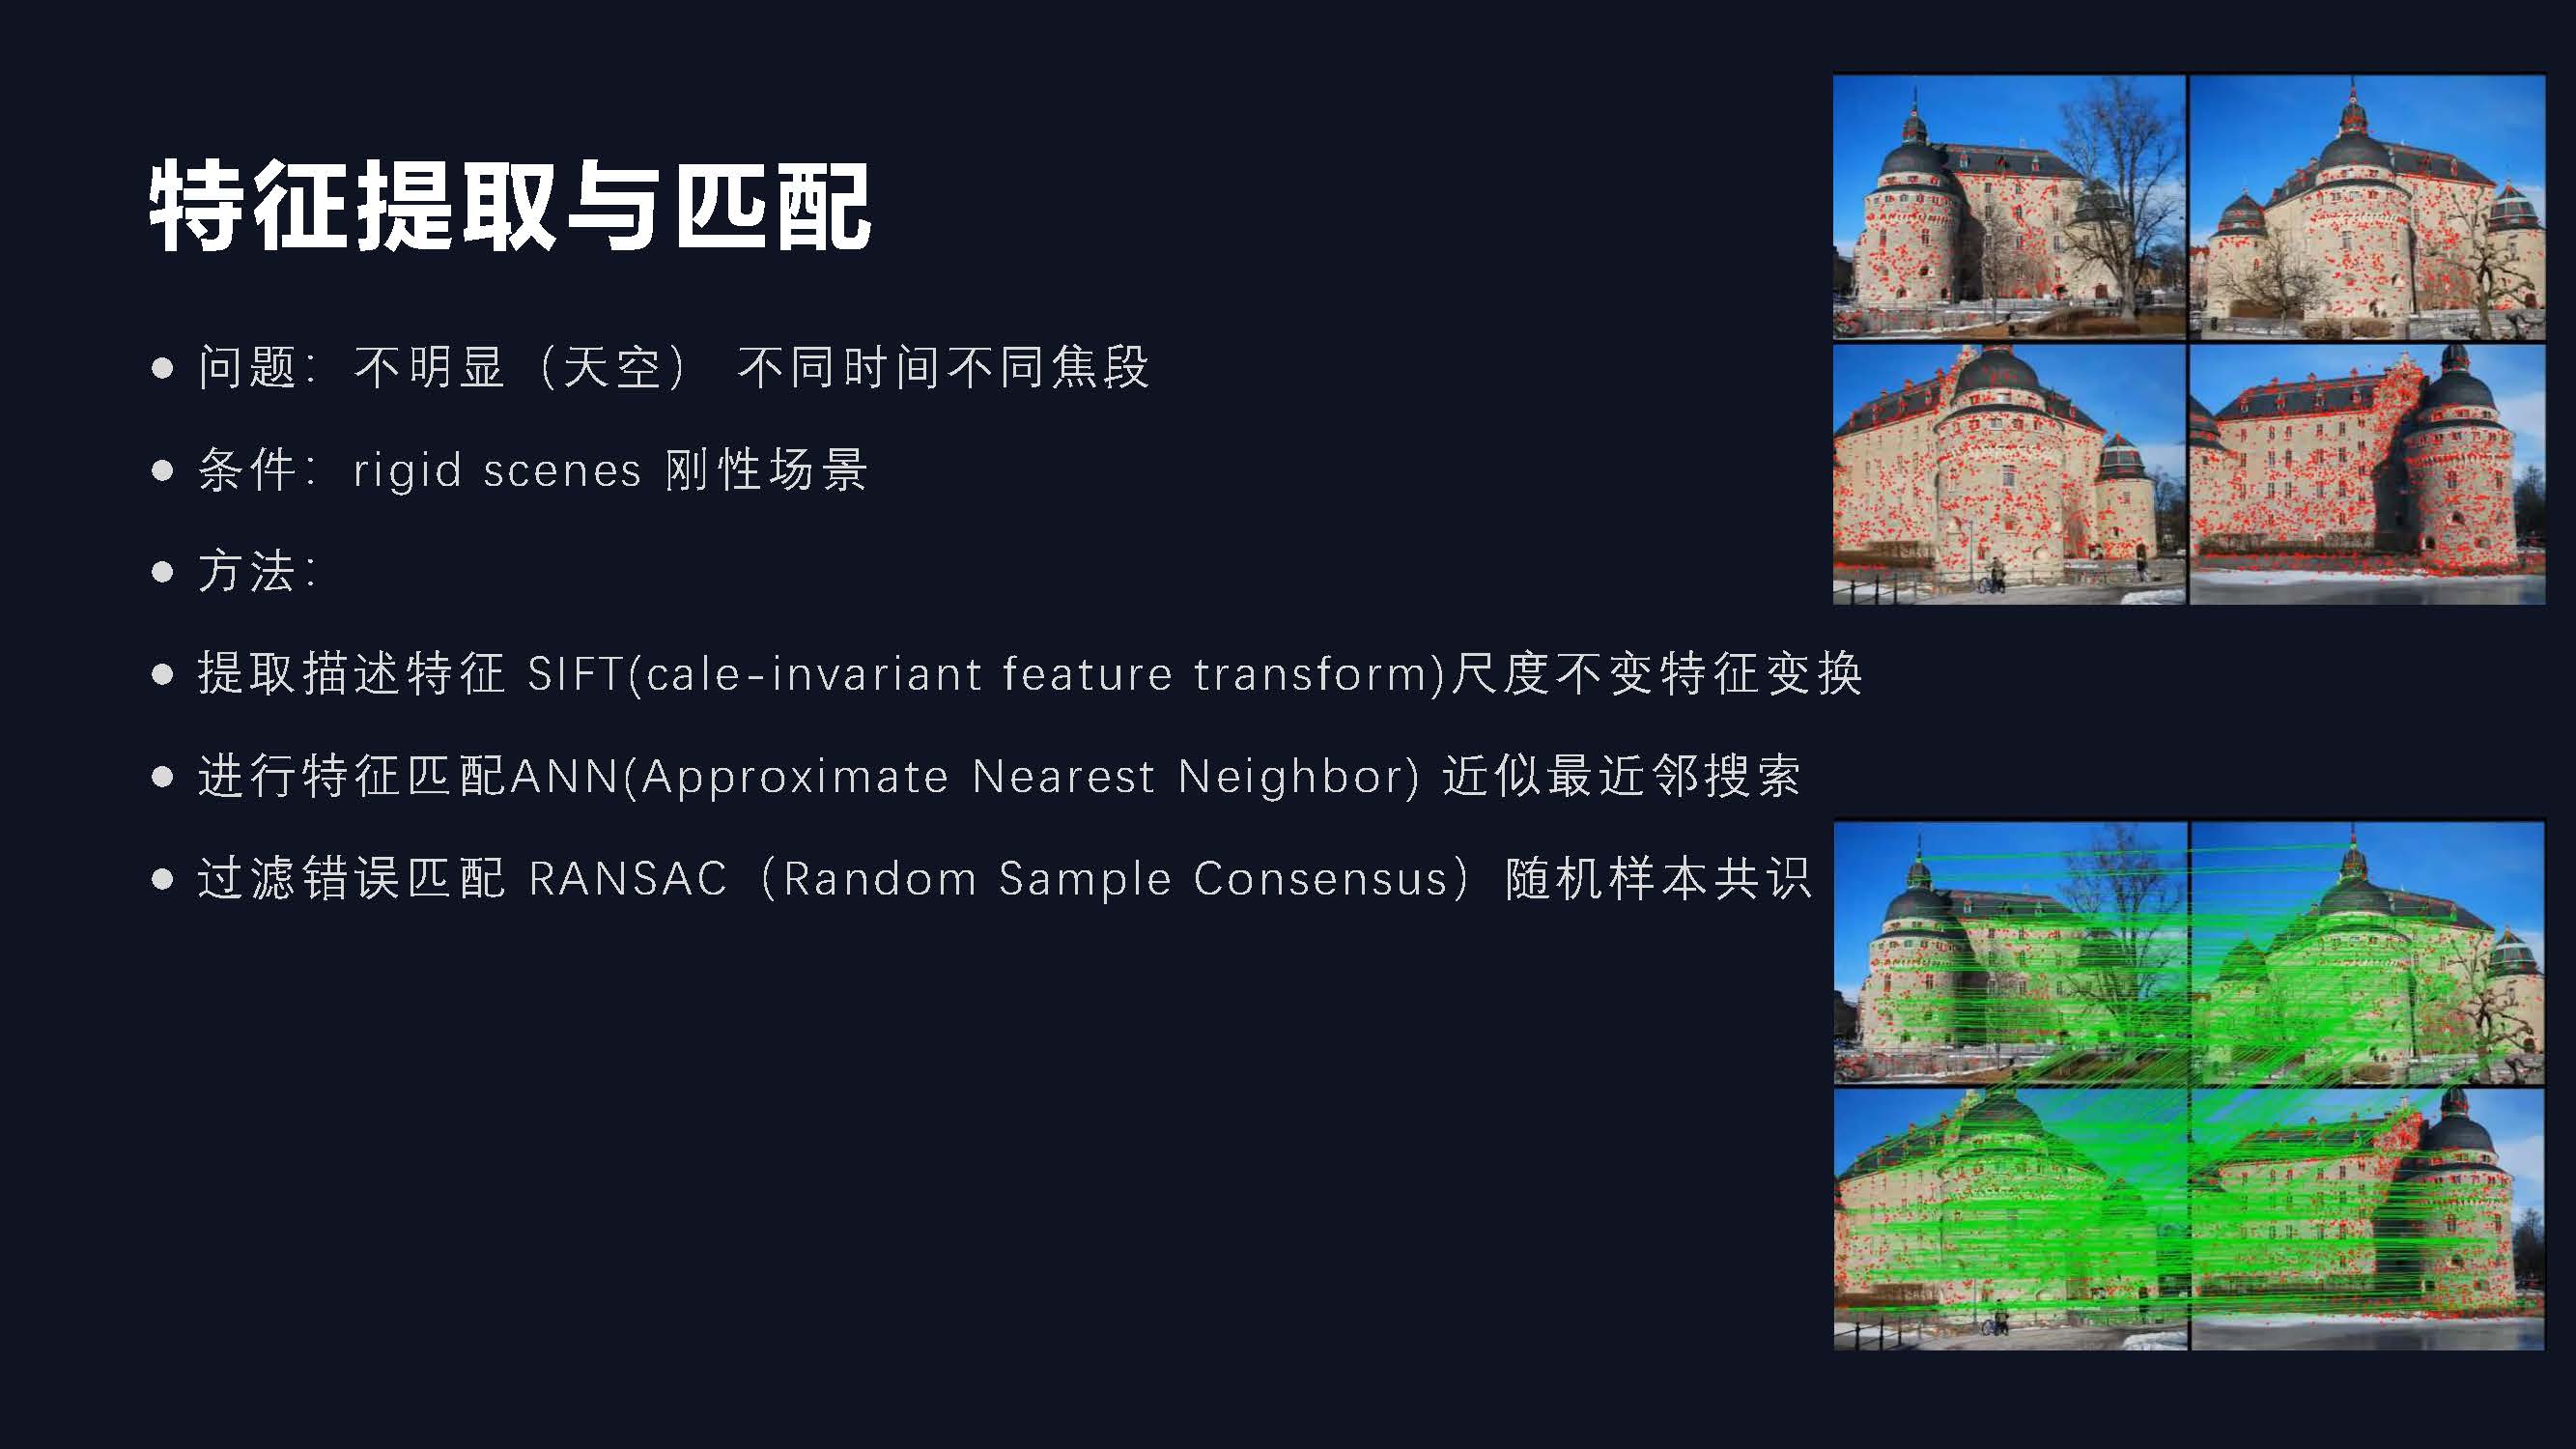 特征提取与匹配
● 问题：不明显（天空） 不同时间不同焦段
● 条件：rigid scenes 刚性场景
● 方法：
● 提取描述特征 SIFT(cale-invariant feature transform)尺度不变特征变换
● 进行特征匹配ANN(Approximate Nearest Neighbor) 近似最近邻搜索
● 过滤错误匹配 RANSAC（Random Sample Consensus）随机样本共识